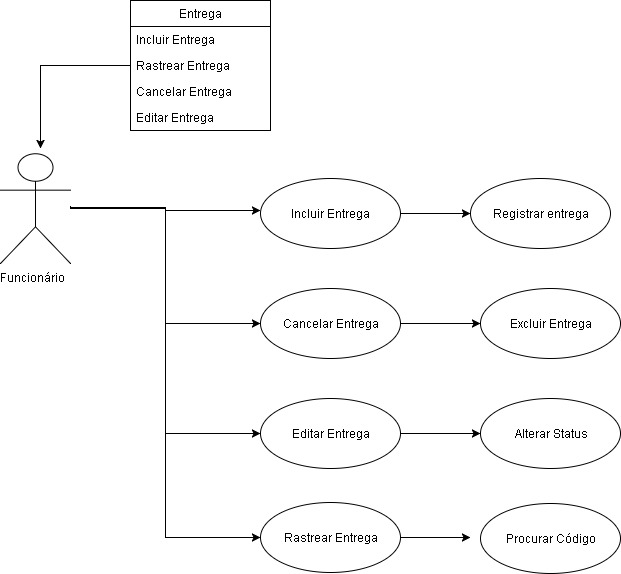 Entrega
Incluir Entrega
Rastrear Entrega
Cancelar Entrega
Editar Entrega
Funcionário
Incluir Entrega
Registrar entrega
Cancelar Entrega
Excluir Entrega
Editar Entrega
Alterar Status
Rastrear Entrega
Procurar Código